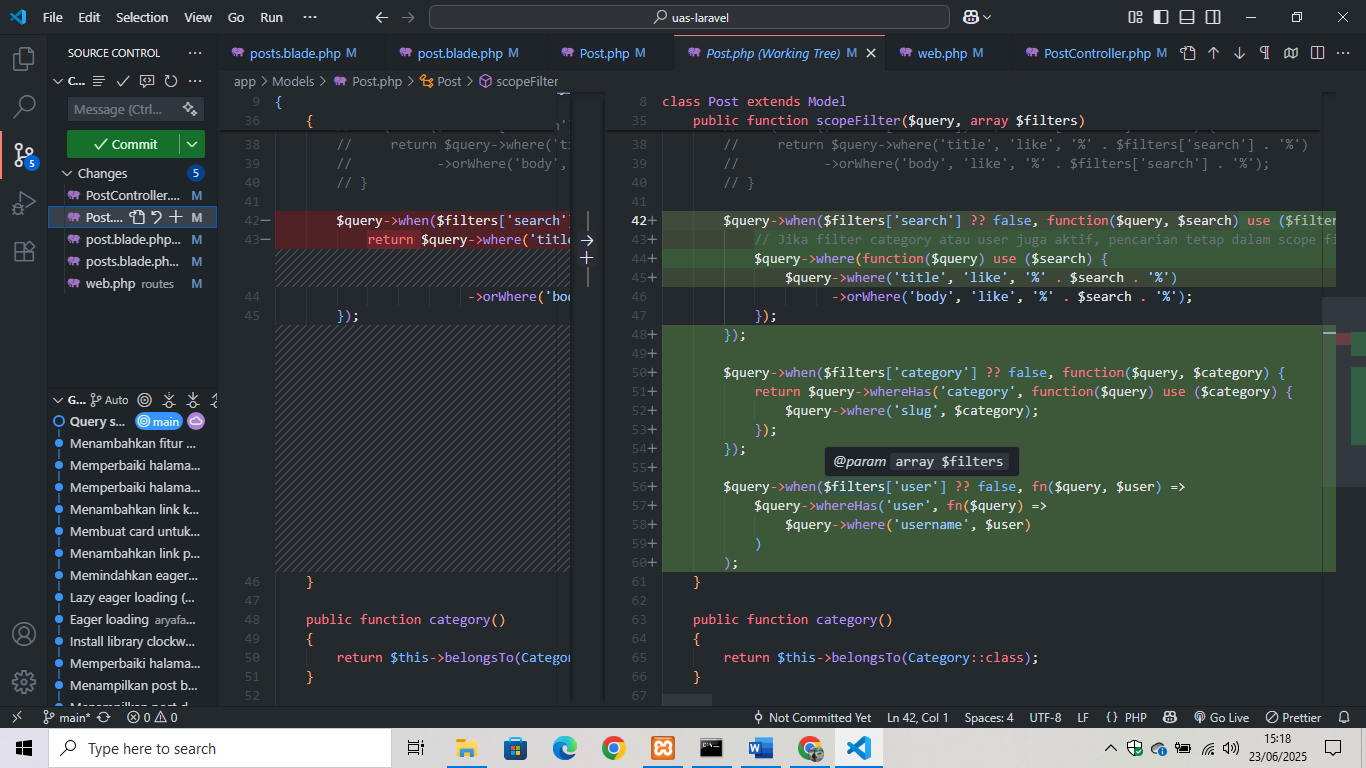 File Edit Selection View Go Run ··· uas-laravel
SOURCE CONTROL ···
posts.blade.php M post.blade.php M Post.php M Post.php (Working Tree) M web.php M PostController.php M ···
C... ···
app > Models > Post.php > Post > scopeFilter
Message (Ctrl...
Commit
Changes 5
PostController.... M
Post.... M
post.blade.php... M
posts.blade.ph... M
web.php routes M
G... Auto
Query s... main
Menambahkan fitur ...
Memperbaiki halama...
Memperbaiki halama...
Menambahkan link k...
Membuat card untuk...
Menambahkan link p...
Memindahkan eager...
Lazy eager loading (...
Eager loading aryafa...
Install library clockw...
Memperbaiki halama...
Menampilkan post b...
5
9 {
36 {
38 // return $query->where('title
39 // ->orWhere('body',
40 // }
41
42 $query->when($filters['search']
43 return $query->where('title
44 ->orWhere('bod
45 });
46 }
47
48 public function category()
49 {
50 return $this->belongsTo(Catego
51 }
52
8 class Post extends Model
35 public function scopeFilter($query, array $filters)
38 // return $query->where('title', 'like', '%' . $filters['search'] . '%')
39 // ->orWhere('body', 'like', '%' . $filters['search'] . '%');
40 // }
41
42+ $query->when($filters['search'] ?? false, function($query, $search) use ($filter
43+ // Jika filter category atau user juga aktif, pencarian tetap dalam scope fi
44+ $query->where(function($query) use ($search) {
45+ $query->where('title', 'like', '%' . $search . '%')
46 ->orWhere('body', 'like', '%' . $search . '%');
47 });
48+ });
49+
50+ $query->when($filters['category'] ?? false, function($query, $category) {
51+ return $query->whereHas('category', function($query) use ($category) {
52+ $query->where('slug', $category);
53+ });
54+ });
@param array $filters
55+
56+ $query->when($filters['user'] ?? false, fn($query, $user) =>
57+ $query->whereHas('user', fn($query) =>
58+ $query->where('username', $user)
59+ )
60+ );
61 }
62
63 public function category()
64 {
65 return $this->belongsTo(Category::class);
66 }
67
main* 0 0 Not Committed Yet Ln 42, Col 1 Spaces: 4 UTF-8 LF {} PHP Go Live Prettier
Type here to search
15:18
23/06/2025